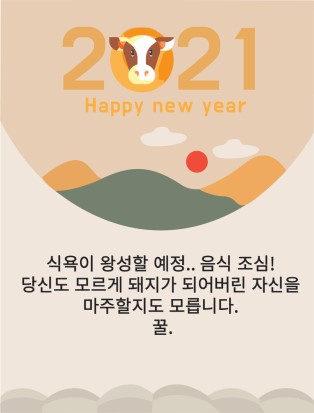 2021
Happy new year
식욕이 왕성할 예정.. 음식 조심!
당신도 모르게 돼지가 되어버린 자신을
마주할지도 모릅니다.
꿀.